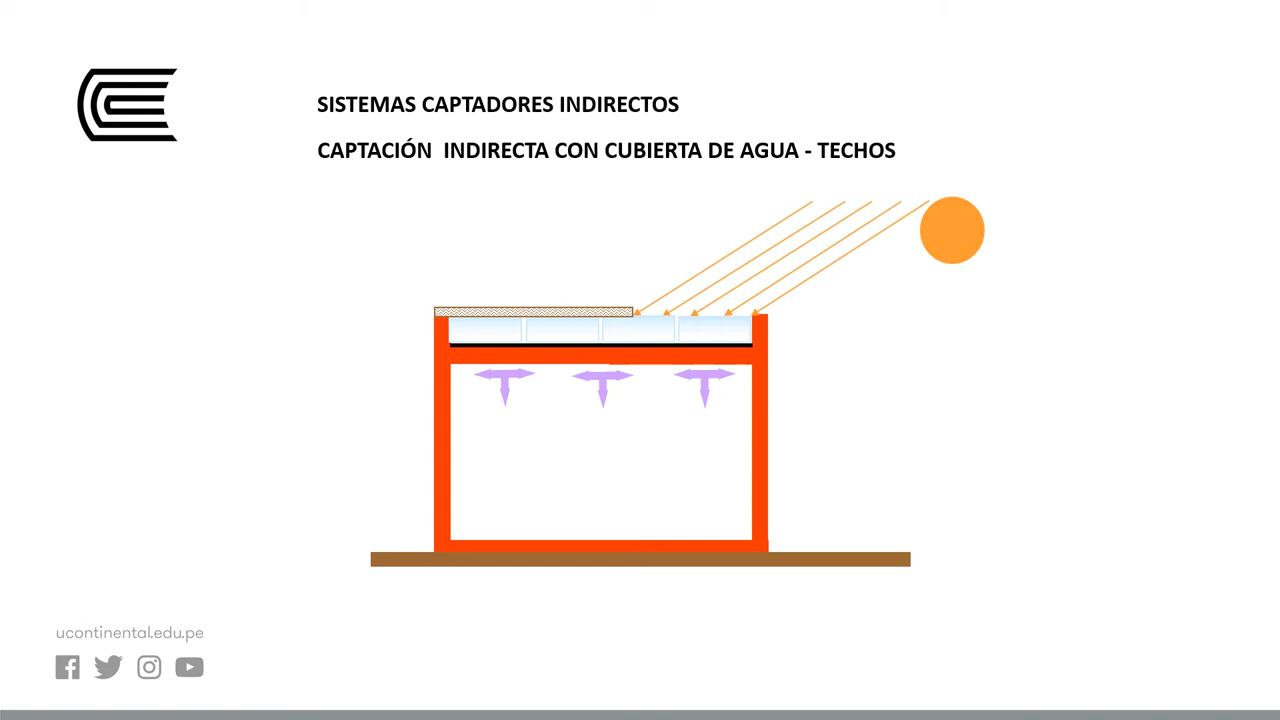 SISTEMAS CAPTADORES INDIRECTOS
CAPTACIÓN INDIRECTA CON CUBIERTA DE AGUA - TECHOS
ucontinental.edu.pe